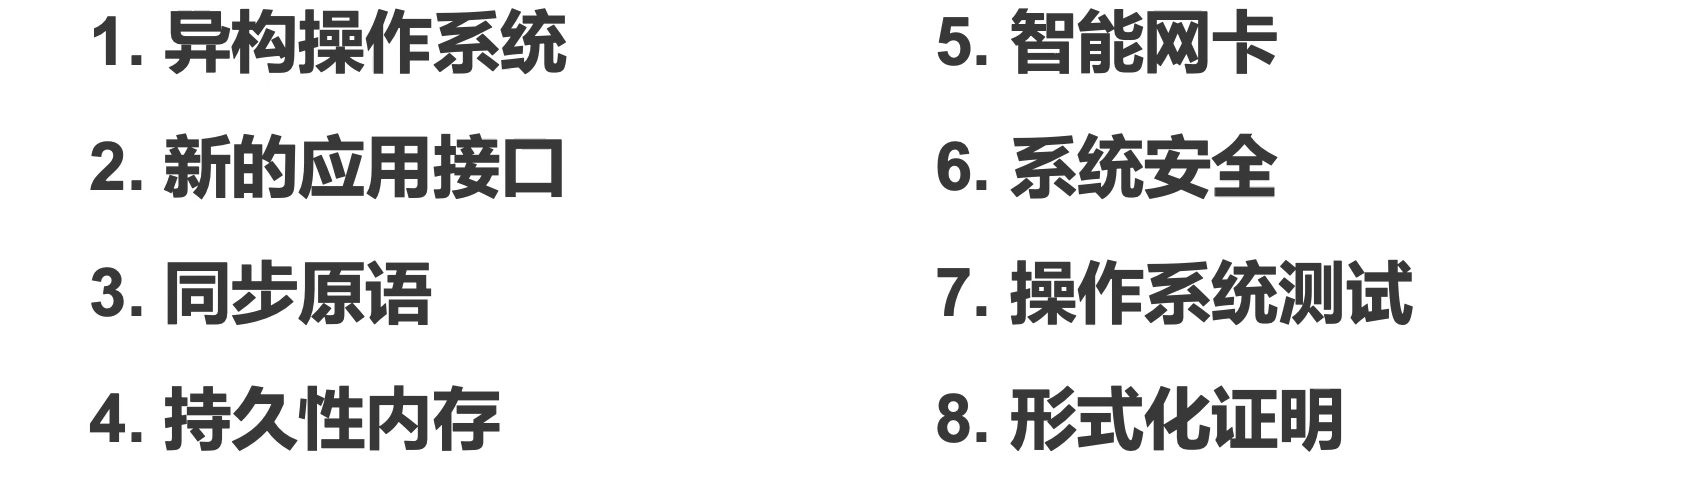 1. 异构操作系统
2. 新的应用接口
3. 同步原语
4. 持久性内存
5. 智能网卡
6. 系统安全
7. 操作系统测试
8. 形式化证明